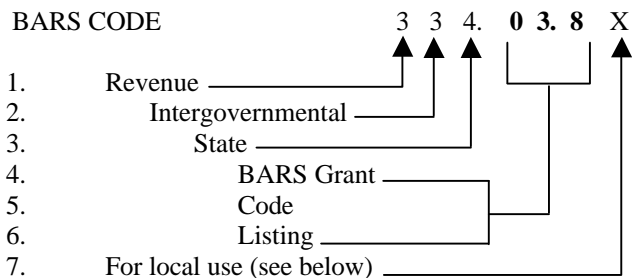 BARS CODE 3 3 4. 0 3. 8 X
1. Revenue
2. Intergovernmental
3. State
4. BARS Grant
5. Code
6. Listing
7. For local use (see below)